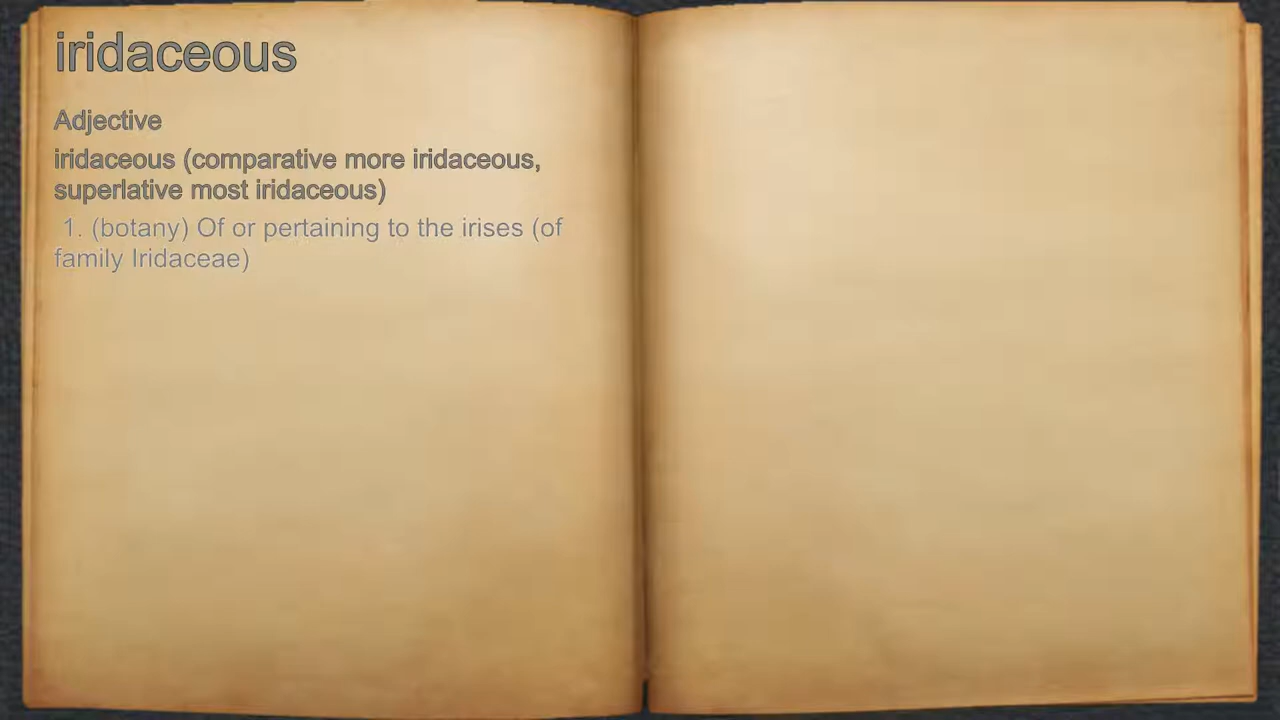 iridaceous
Adjective
iridaceous (comparative more iridaceous,
superlative most iridaceous)
1. (botany) Of or pertaining to the irises (of
family Iridaceae)